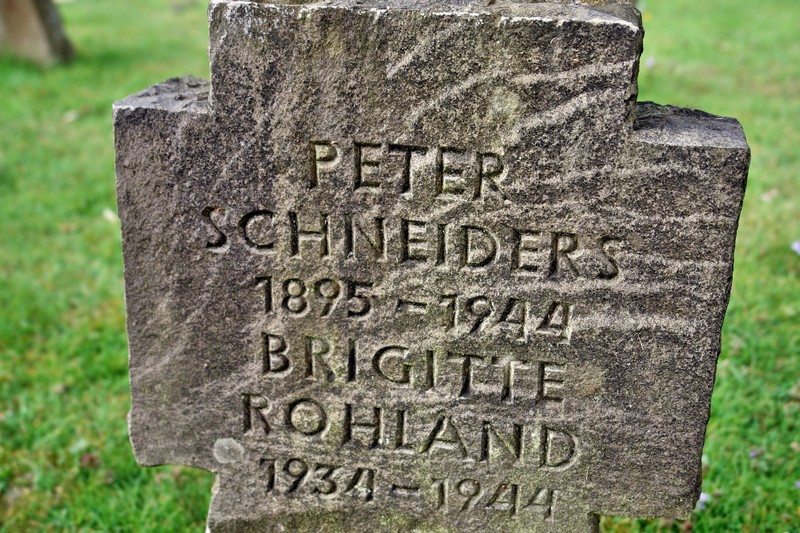 PETER
SCHNEIDERS
1895 – 1944
BRIGITTE
ROHLAND
1934 – 1944